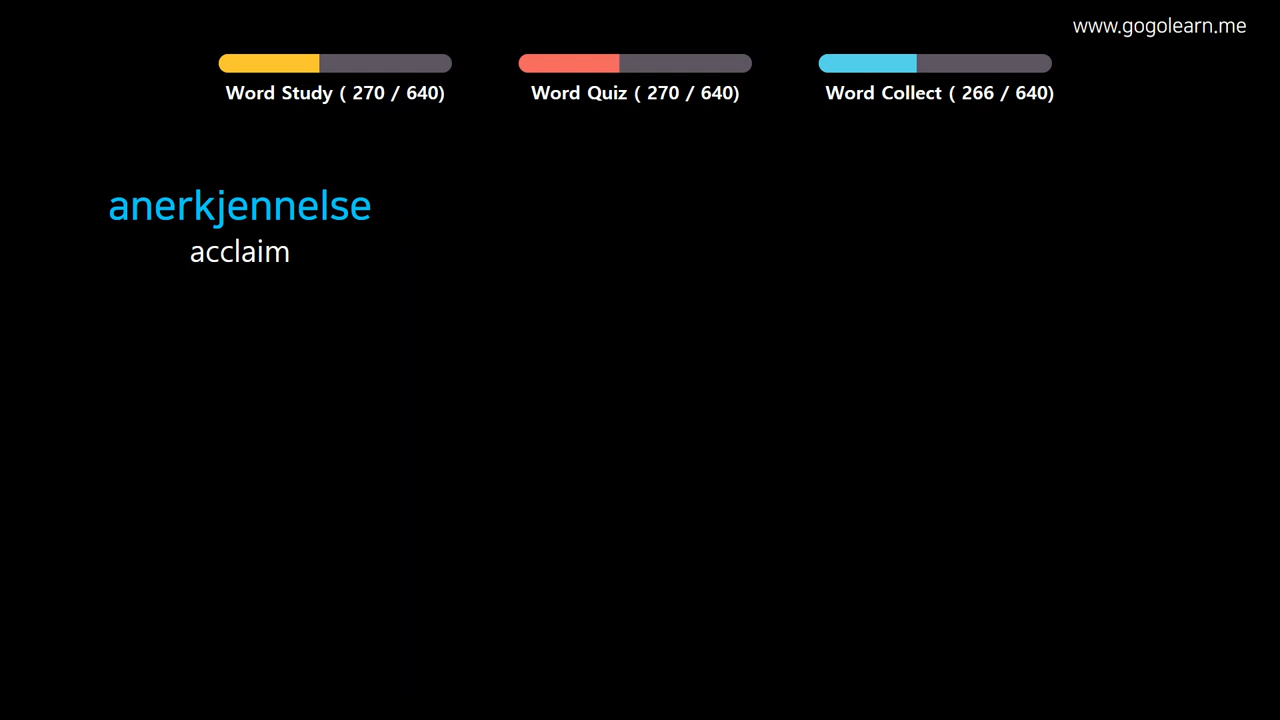 www.gogolearn.me
Word Study ( 270 / 640)
Word Quiz ( 270 / 640)
Word Collect ( 266 / 640)
anerkjennelse
acclaim